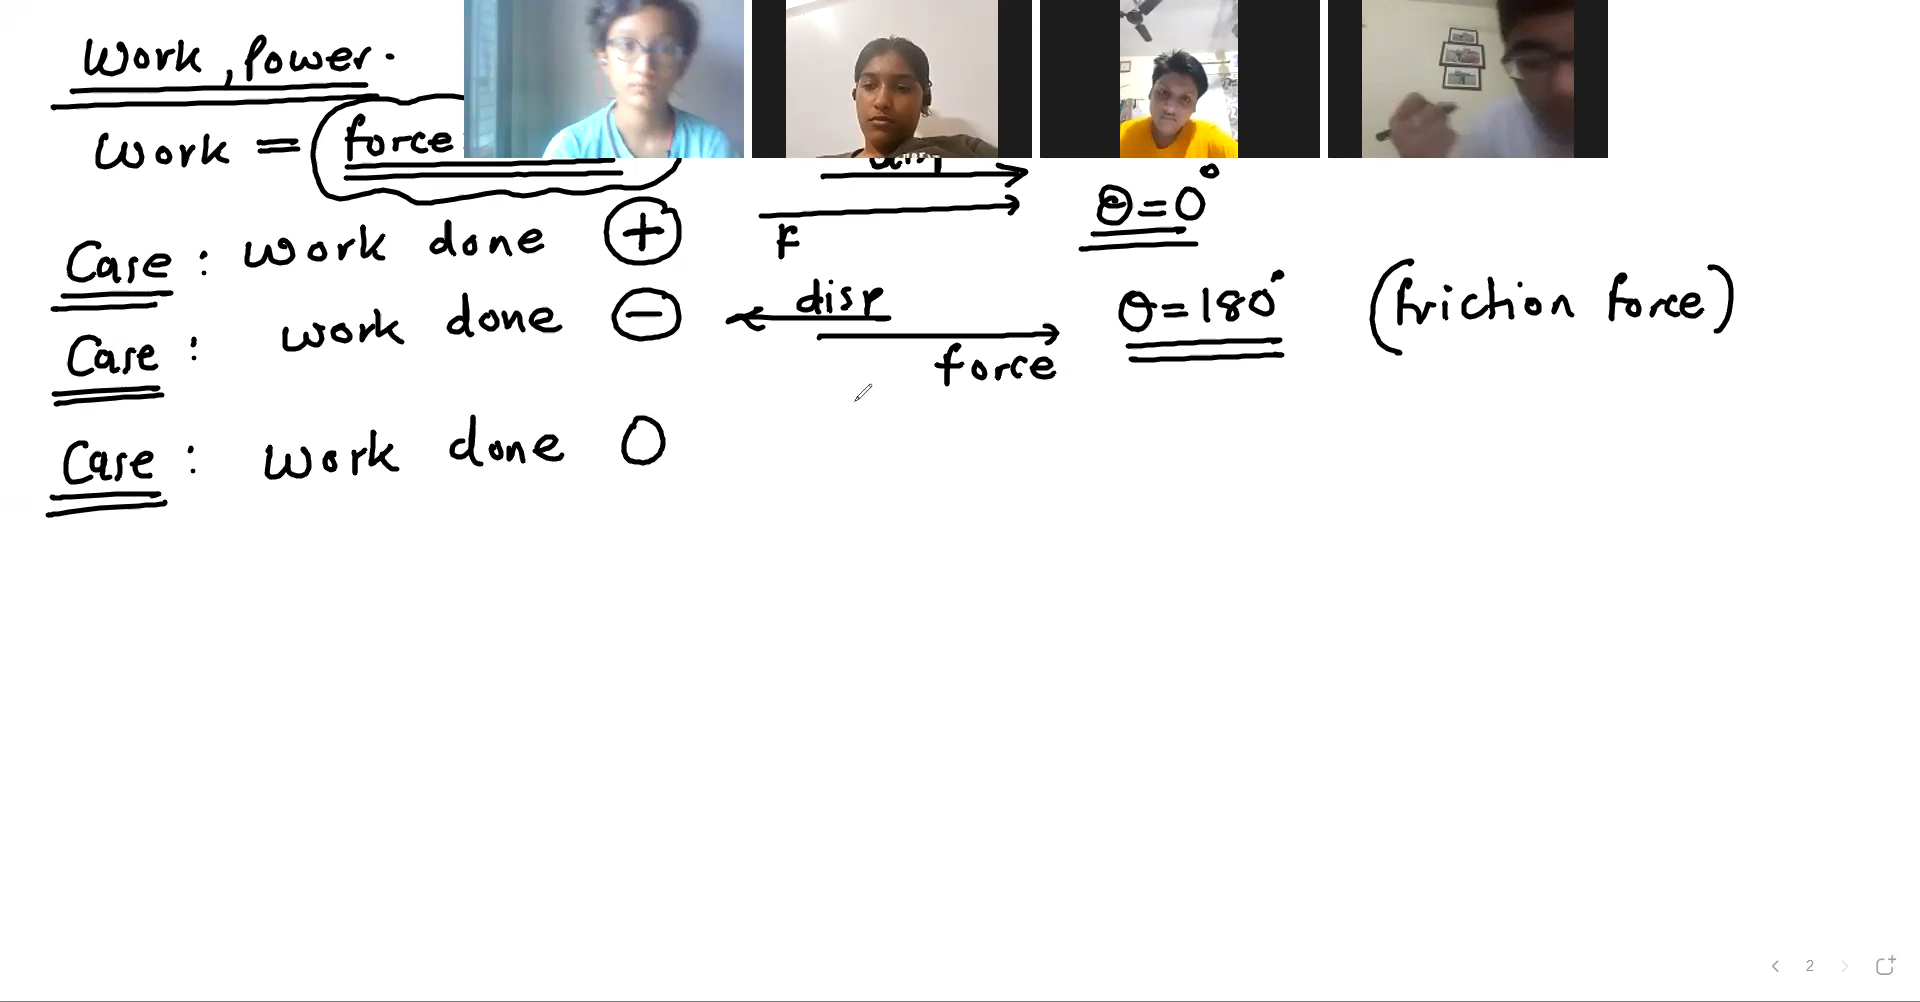 Work, Power.
Work = force
F
θ=0°
Case: work done +
disp
Case: work done − θ=180° (friction force)
force
Case: work done 0
2